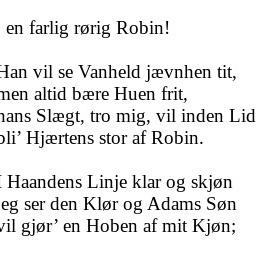 en farlig rørig Robin!
Han vil se Vanheld jævnhen tit,
men altid bære Huen frit,
hans Slægt, tro mig, vil inden Lid
bli’ Hjærtens stor af Robin.
I Haandens Linje klar og skjøn
jeg ser den Klør og Adams Søn
vil gjør’ en Hoben af mit Kjøn;